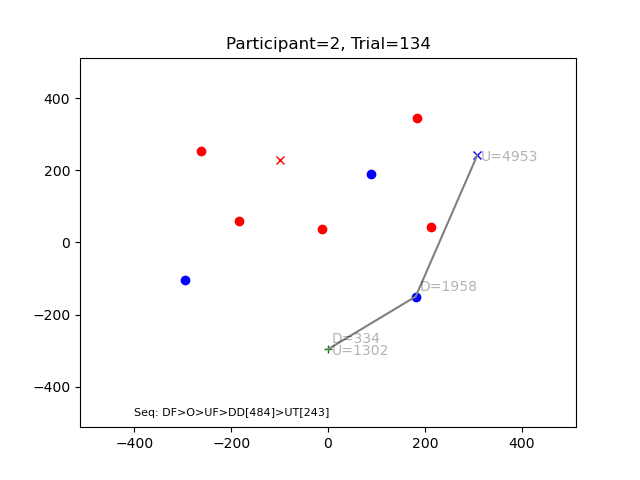 Participant=2, Trial=134
400
200
0
−200
−400
U=4953
D=1958
D=334
U=1302
Seq: DF>O>UF>DD[484]>UT[243]
−400
−200
0
200
400